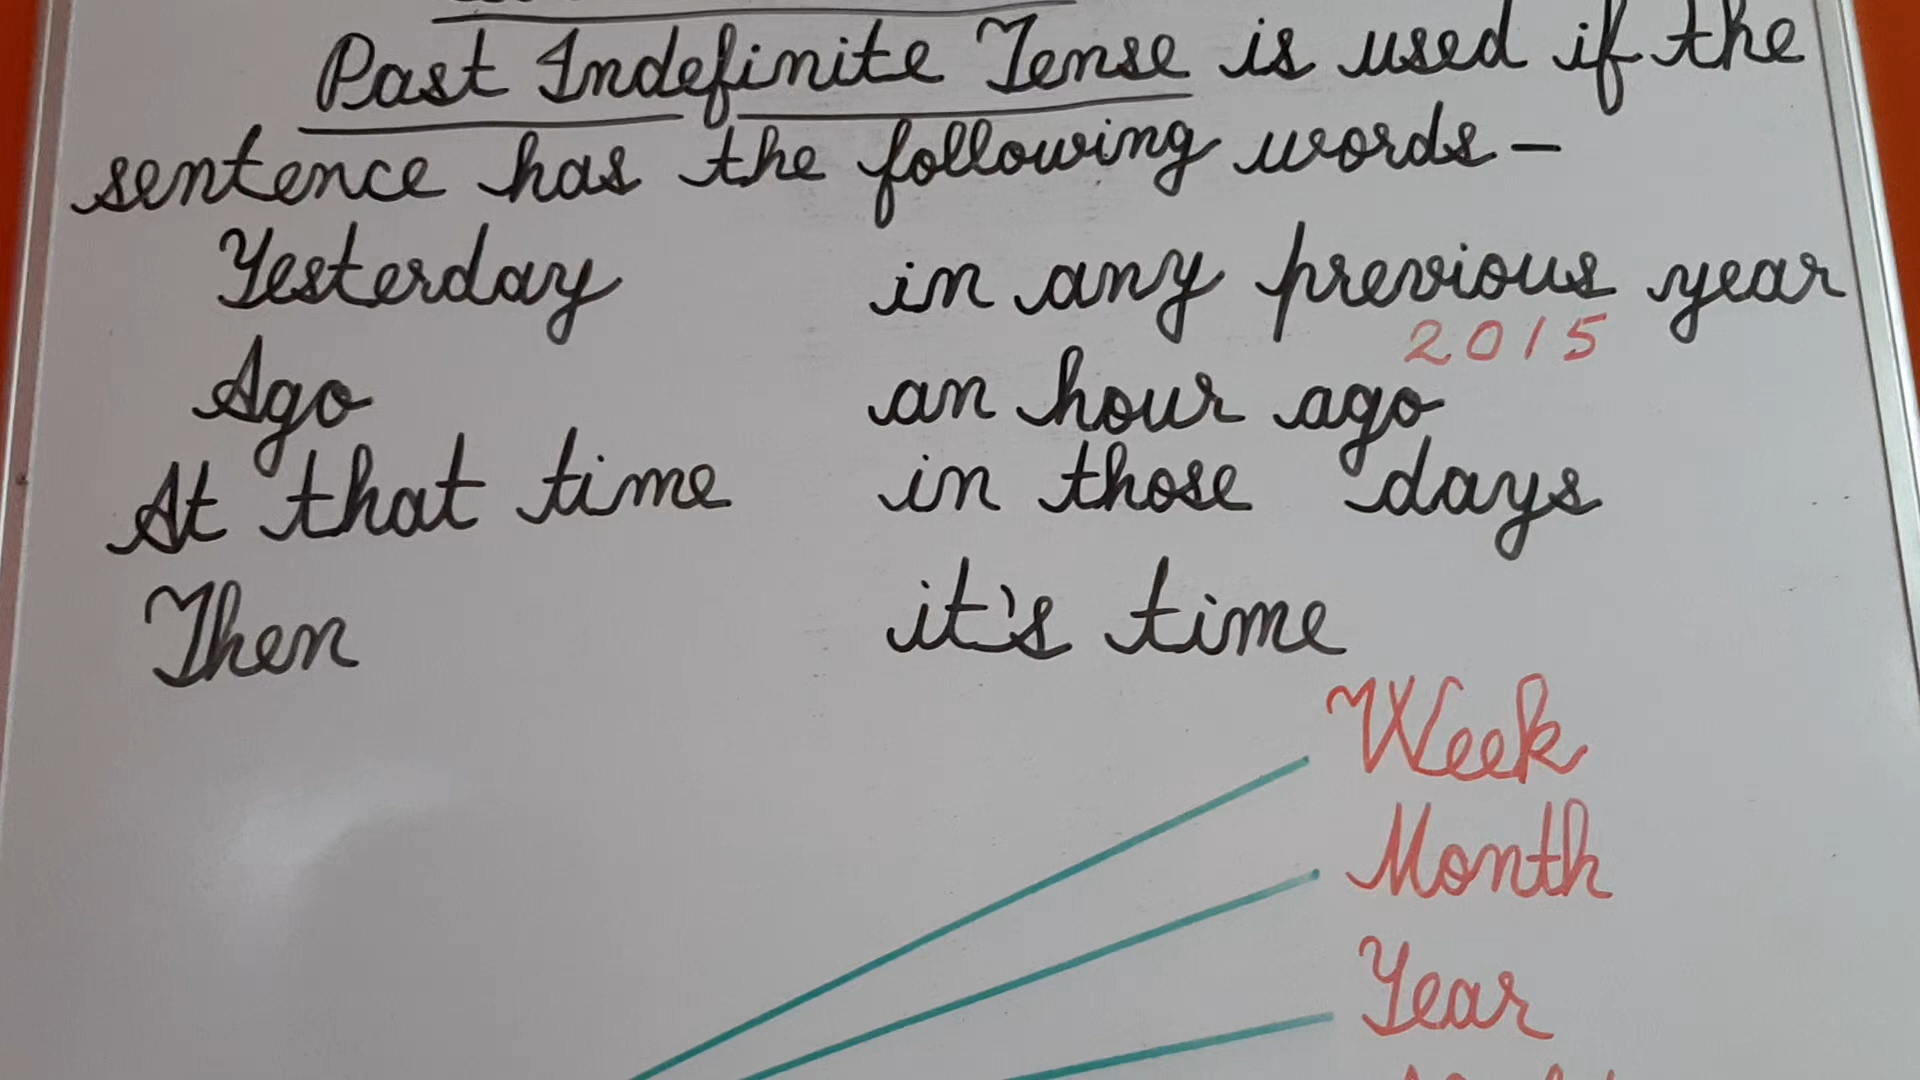 Past Indefinite Tense is used if the
sentence has the following words -
Yesterday
in any previous year
2015
Ago
an hour ago
At that time
in those days
Then
it's time
Week
Month
Year